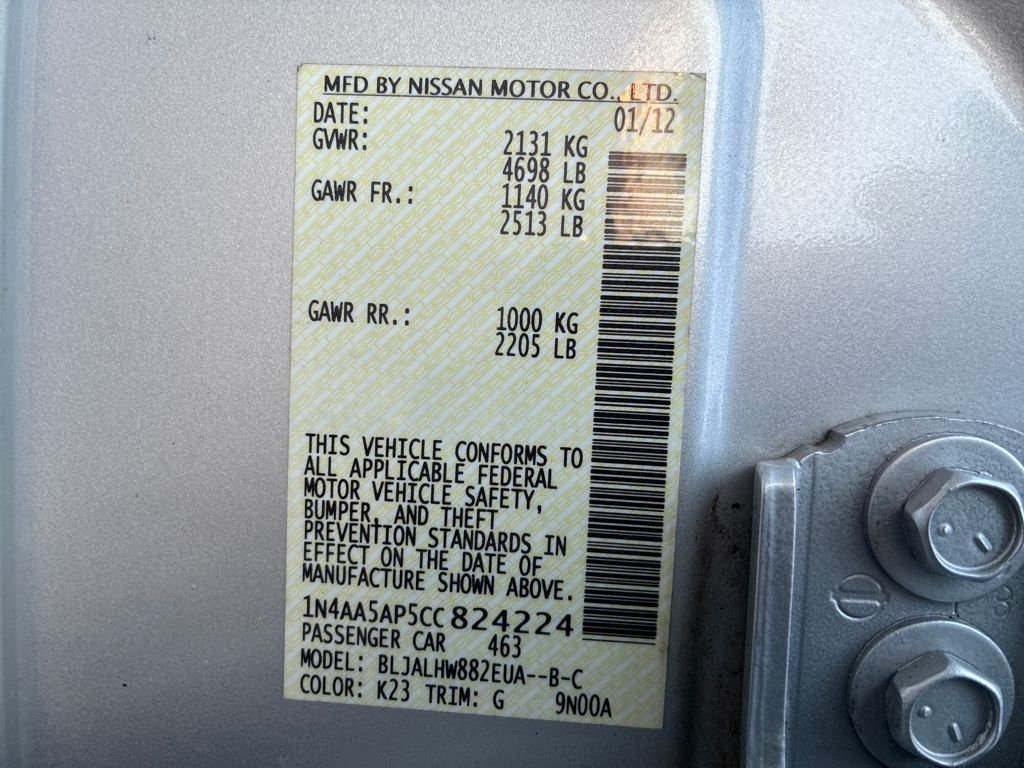 MFD BY NISSAN MOTOR CO., LTD.
DATE: 01/12
GVWR: 2131 KG
4698 LB
GAWR FR.: 1140 KG
2513 LB
GAWR RR.: 1000 KG
2205 LB
THIS VEHICLE CONFORMS TO
ALL APPLICABLE FEDERAL
MOTOR VEHICLE SAFETY,
BUMPER, AND THEFT
PREVENTION STANDARDS IN
EFFECT ON THE DATE OF
MANUFACTURE SHOWN ABOVE.
1N4AA5AP5CC824224
PASSENGER CAR 463
MODEL: BLJALHW882EUA--B-C
COLOR: K23 TRIM: G 9N00A